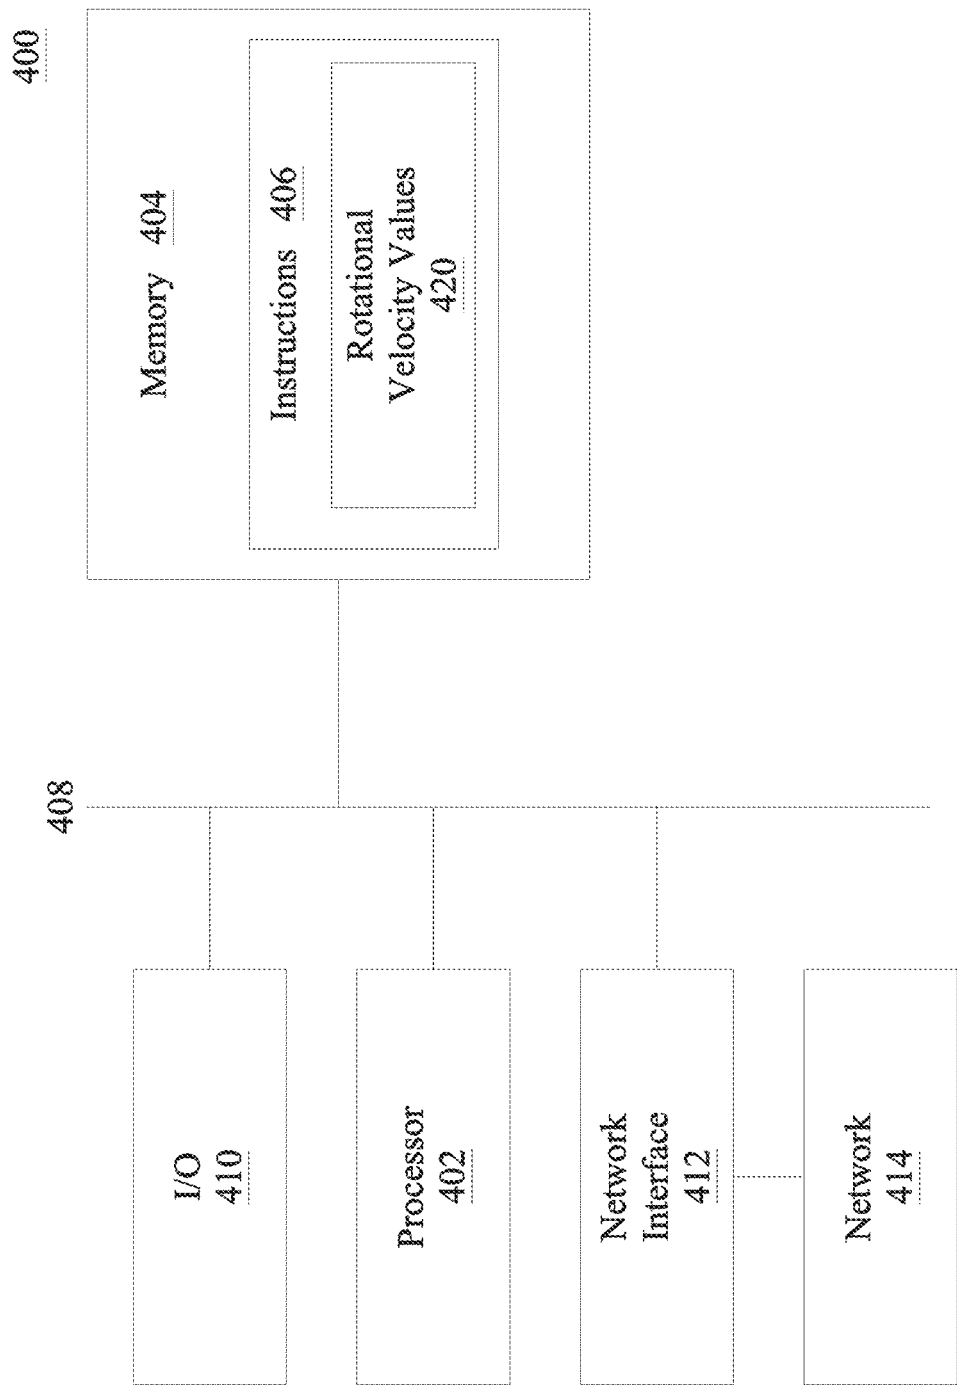 400
408
I/O
410
Processor
402
Network
Interface
412
Network
414
Memory 404
Instructions 406
Rotational
Velocity Values
420